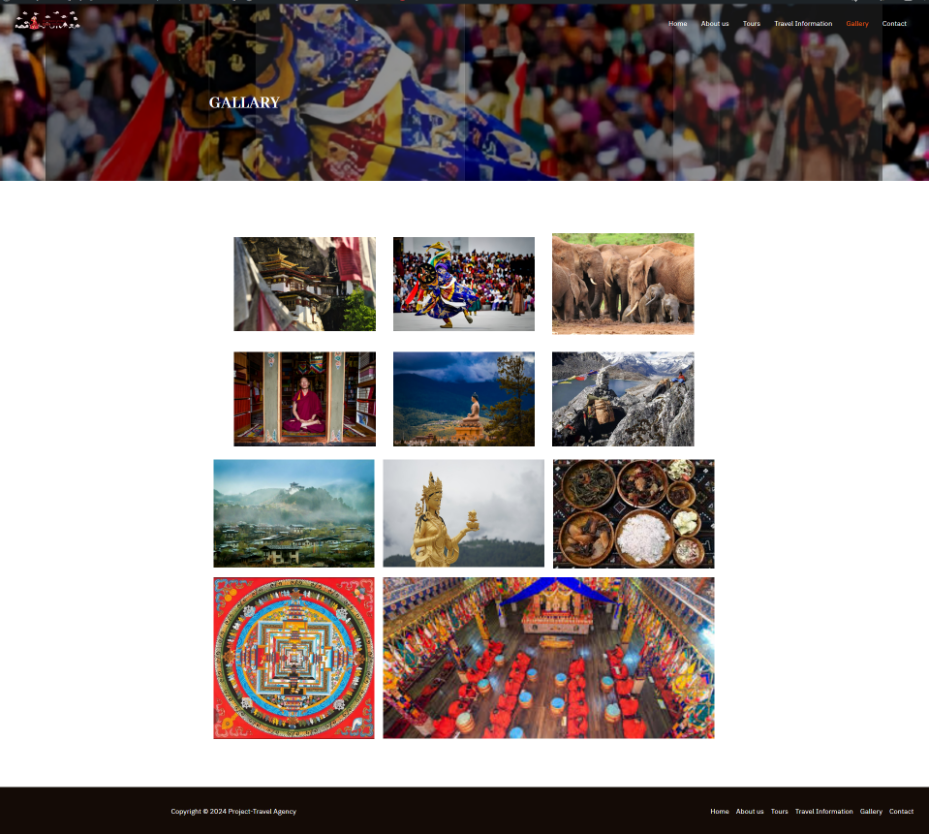 Home About us Tours Travel Information Gallery Contact
GALLARY
Copyright © 2024 Project-Travel Agency
Home About us Tours Travel Information Gallery Contact